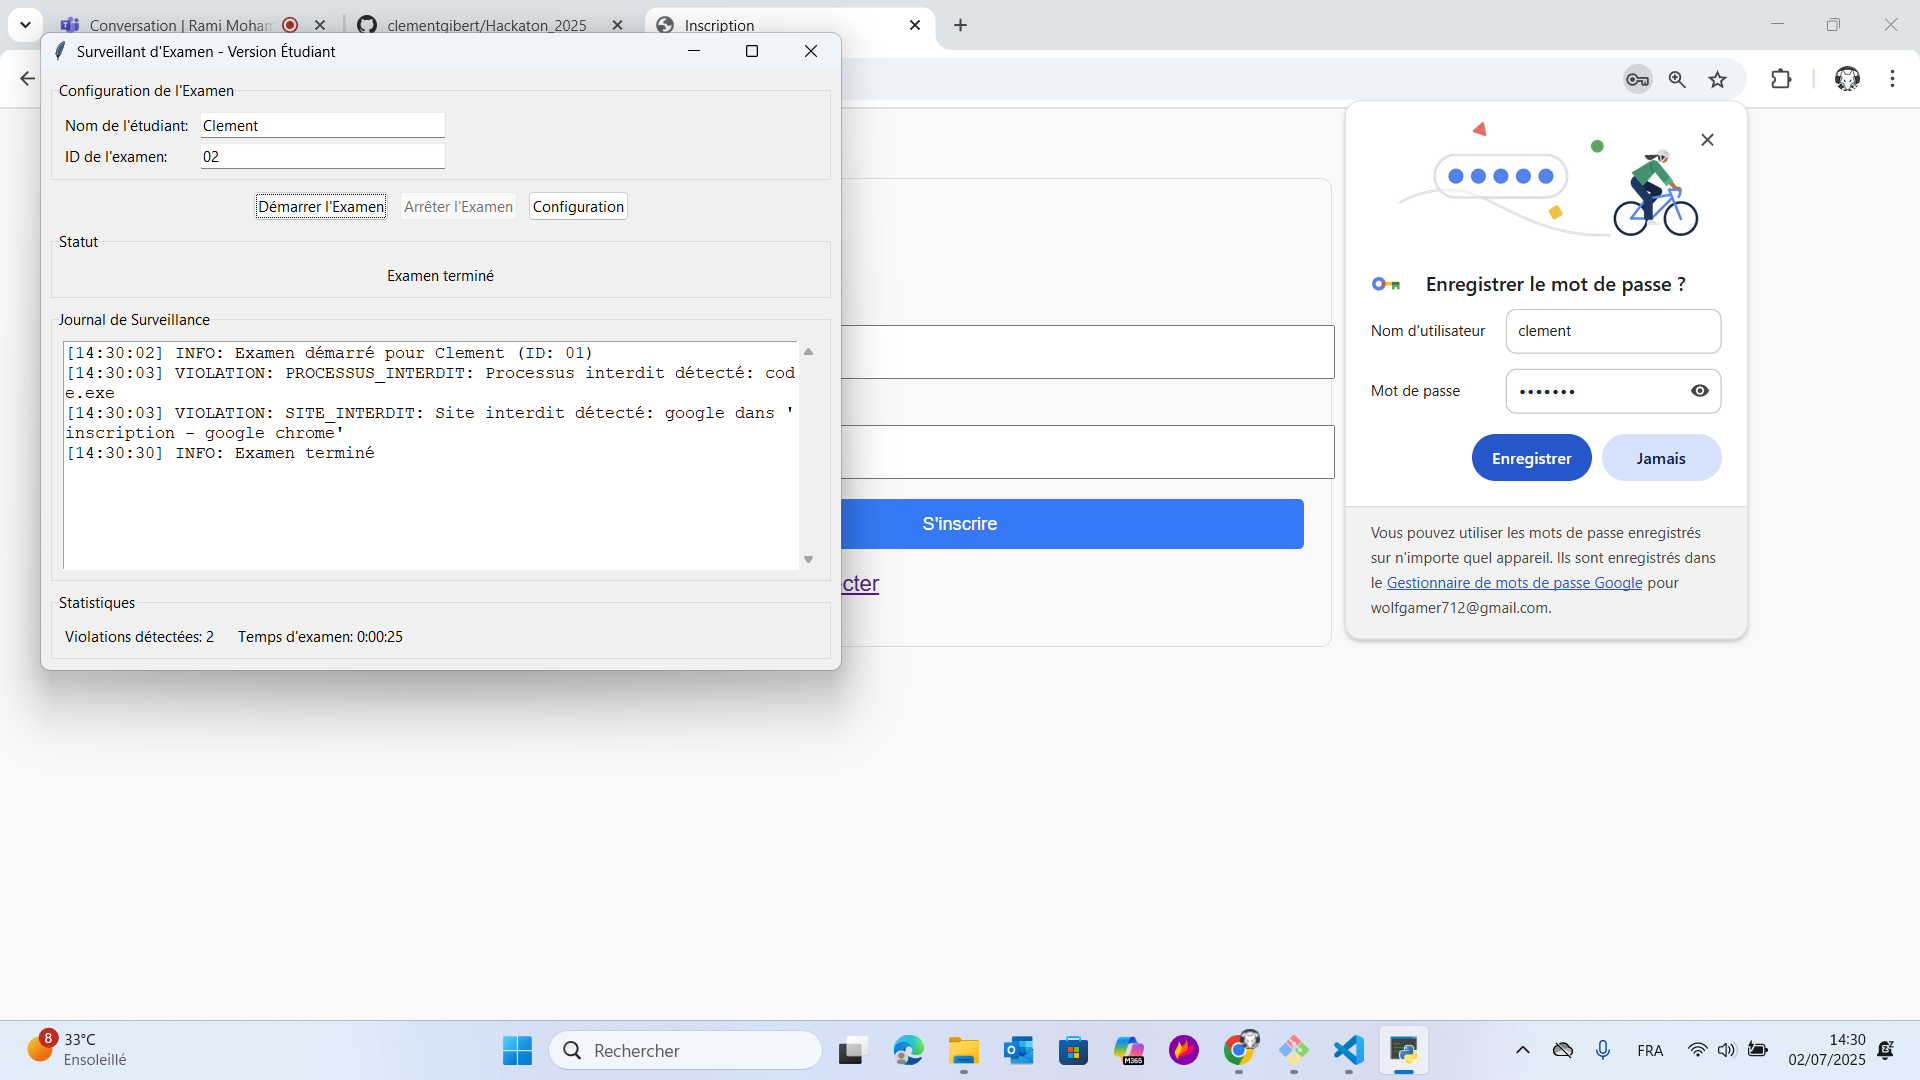 Conversation | Rami Moham
clementgibert/Hackaton_2025
Inscription
Surveillant d'Examen - Version Étudiant
Configuration de l'Examen
Nom de l'étudiant: Clement
ID de l'examen: 02
Démarrer l'Examen Arrêter l'Examen Configuration
Statut
Examen terminé
Journal de Surveillance
[14:30:02] INFO: Examen démarré pour Clement (ID: 01)
[14:30:03] VIOLATION: PROCESSUS_INTERDIT: Processus interdit détecté: cod
e.exe
[14:30:03] VIOLATION: SITE_INTERDIT: Site interdit détecté: google dans '
inscription - google chrome'
[14:30:30] INFO: Examen terminé
Statistiques
Violations détectées: 2 Temps d'examen: 0:00:25
S'inscrire
cter
Enregistrer le mot de passe ?
Nom d'utilisateur clement
Mot de passe •••••••
Enregistrer Jamais
Vous pouvez utiliser les mots de passe enregistrés
sur n'importe quel appareil. Ils sont enregistrés dans
le Gestionnaire de mots de passe Google pour
wolfgamer712@gmail.com.
8
33°C
Ensoleillé
Rechercher
M365
FRA
14:30
02/07/2025